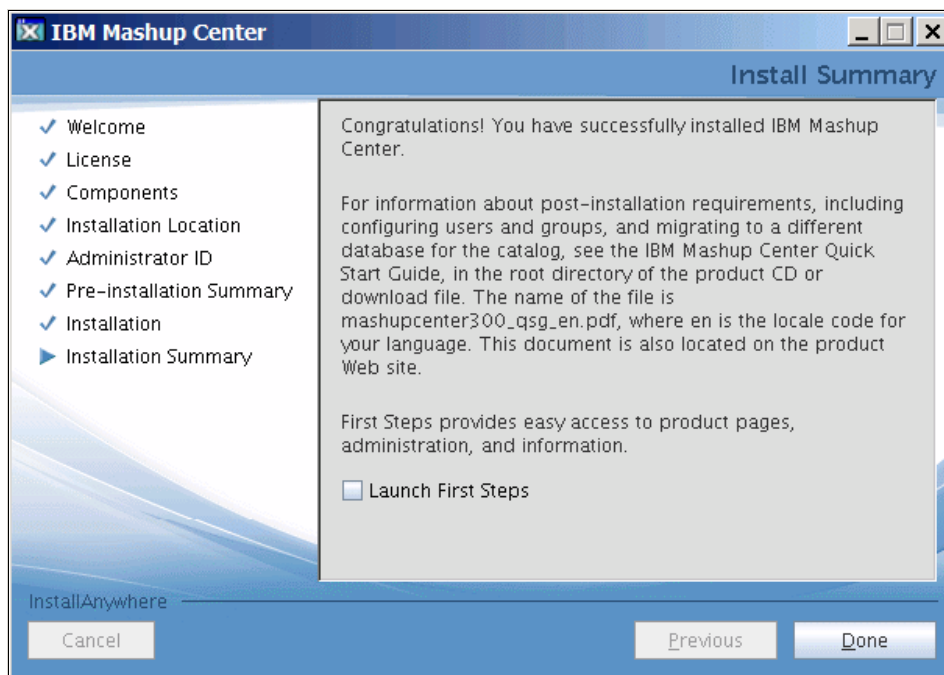 IBM Mashup Center
Install Summary
Welcome
License
Components
Installation Location
Administrator ID
Pre-installation Summary
Installation
Installation Summary
Congratulations! You have successfully installed IBM Mashup
Center.
For information about post-installation requirements, including
configuring users and groups, and migrating to a different
database for the catalog, see the IBM Mashup Center Quick
Start Guide, in the root directory of the product CD or
download file. The name of the file is
mashupcenter300_qsg_en.pdf, where en is the locale code for
your language. This document is also located on the product
Web site.
First Steps provides easy access to product pages,
administration, and information.
Launch First Steps
InstallAnywhere
Cancel
Previous
Done